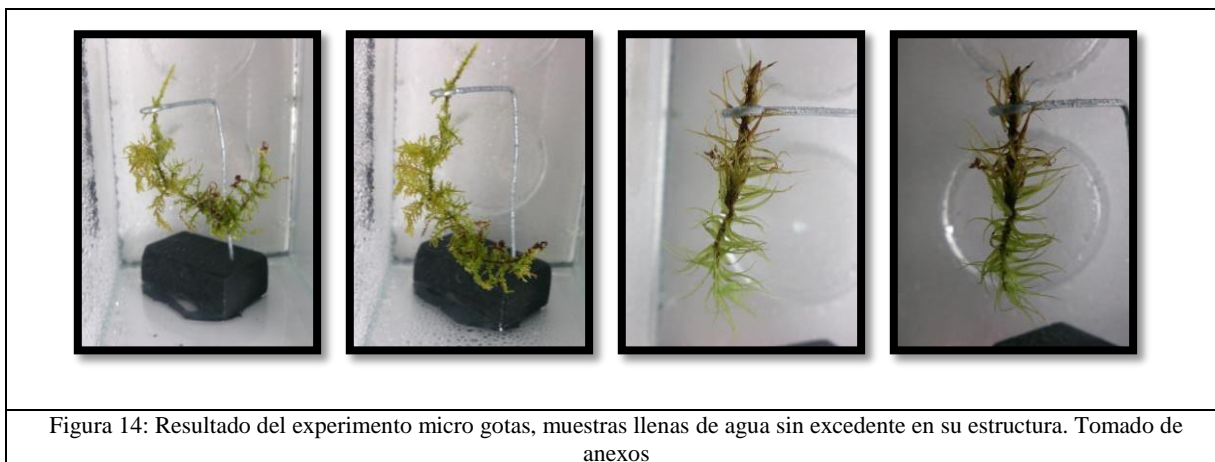 Figura 14: Resultado del experimento micro gotas, muestras llenas de agua sin excedente en su estructura. Tomado de
anexos